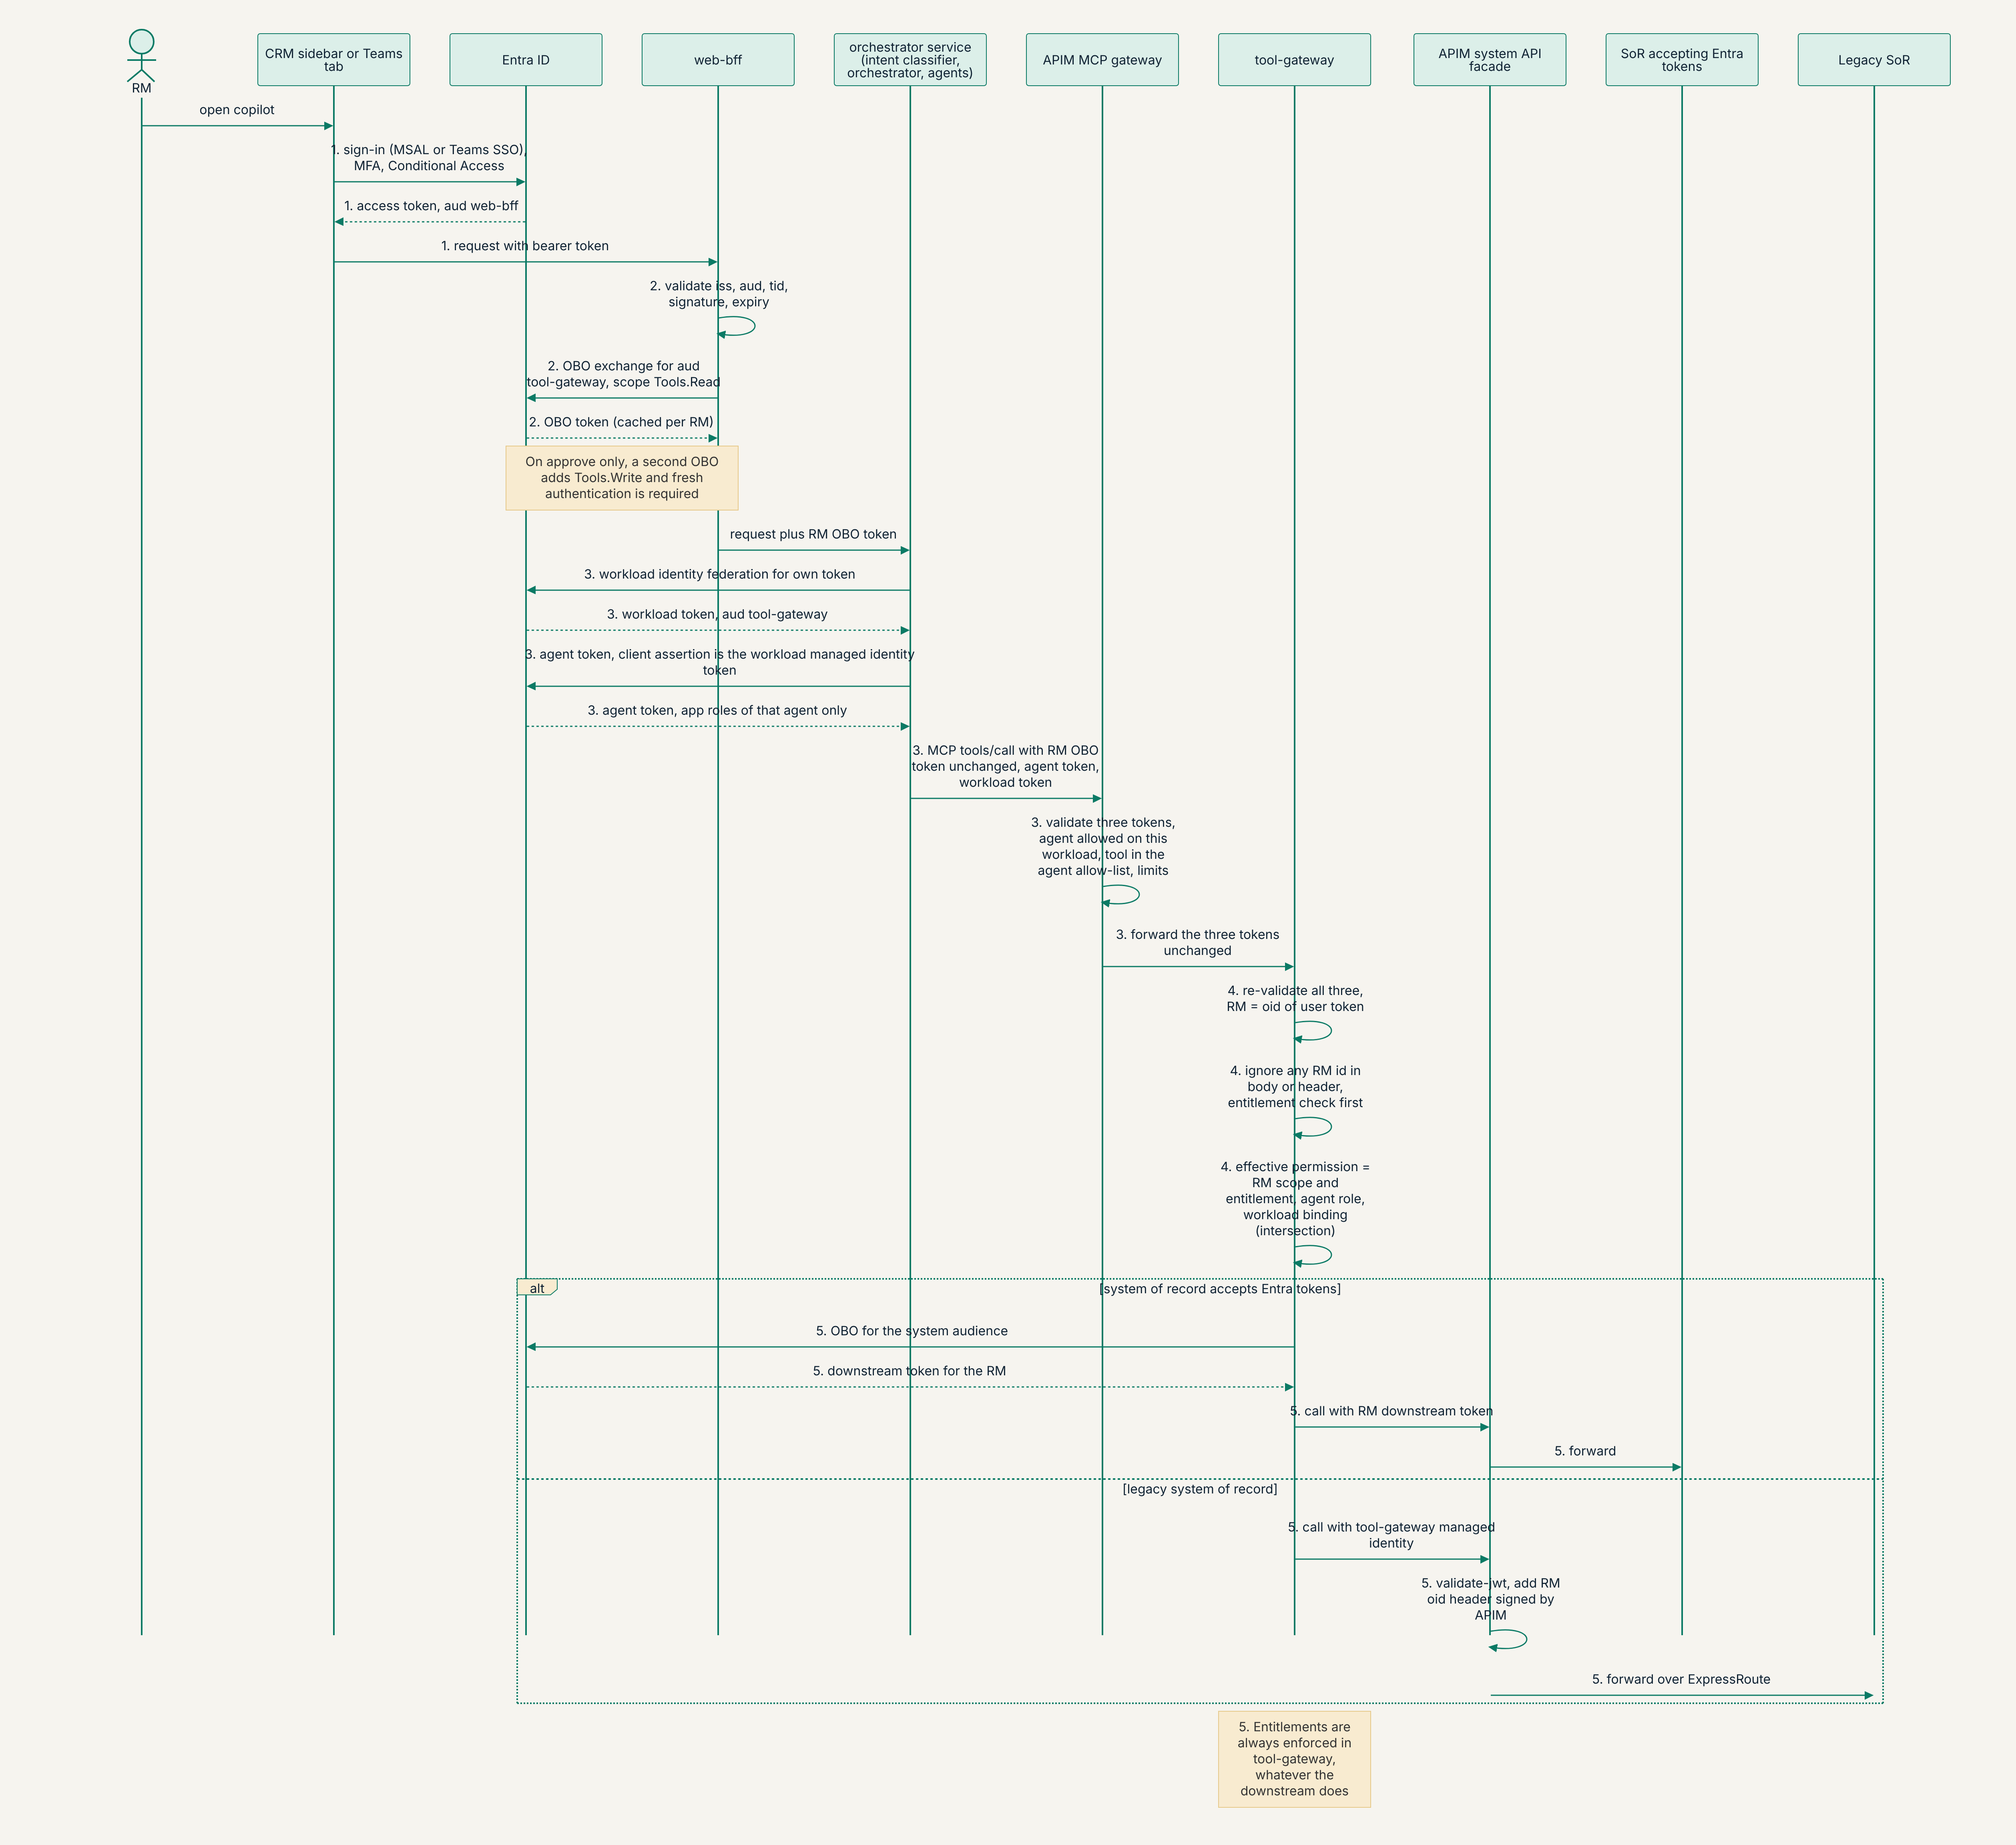 RM
CRM sidebar or Teams
tab
Entra ID
web-bff
orchestrator service
(intent classifier,
orchestrator, agents)
APIM MCP gateway
tool-gateway
APIM system API
facade
SoR accepting Entra
tokens
Legacy SoR
open copilot
1. sign-in (MSAL or Teams SSO),
MFA, Conditional Access
1. access token, aud web-bff
1. request with bearer token
2. validate iss, aud, tid,
signature, expiry
2. OBO exchange for aud
tool-gateway, scope Tools.Read
2. OBO token (cached per RM)
On approve only, a second OBO
adds Tools.Write and fresh
authentication is required
request plus RM OBO token
3. workload identity federation for own token
3. workload token, aud tool-gateway
3. agent token, client assertion is the workload managed identity
token
3. agent token, app roles of that agent only
3. MCP tools/call with RM OBO
token unchanged, agent token,
workload token
3. validate three tokens,
agent allowed on this
workload, tool in the
agent allow-list, limits
3. forward the three tokens
unchanged
4. re-validate all three,
RM = oid of user token
4. ignore any RM id in
body or header,
entitlement check first
4. effective permission =
RM scope and
entitlement, agent role,
workload binding
(intersection)
alt
[system of record accepts Entra tokens]
5. OBO for the system audience
5. downstream token for the RM
5. call with RM downstream token
5. forward
[legacy system of record]
5. call with tool-gateway managed
identity
5. validate-jwt, add RM
oid header signed by
APIM
5. forward over ExpressRoute
5. Entitlements are
always enforced in
tool-gateway,
whatever the
downstream does